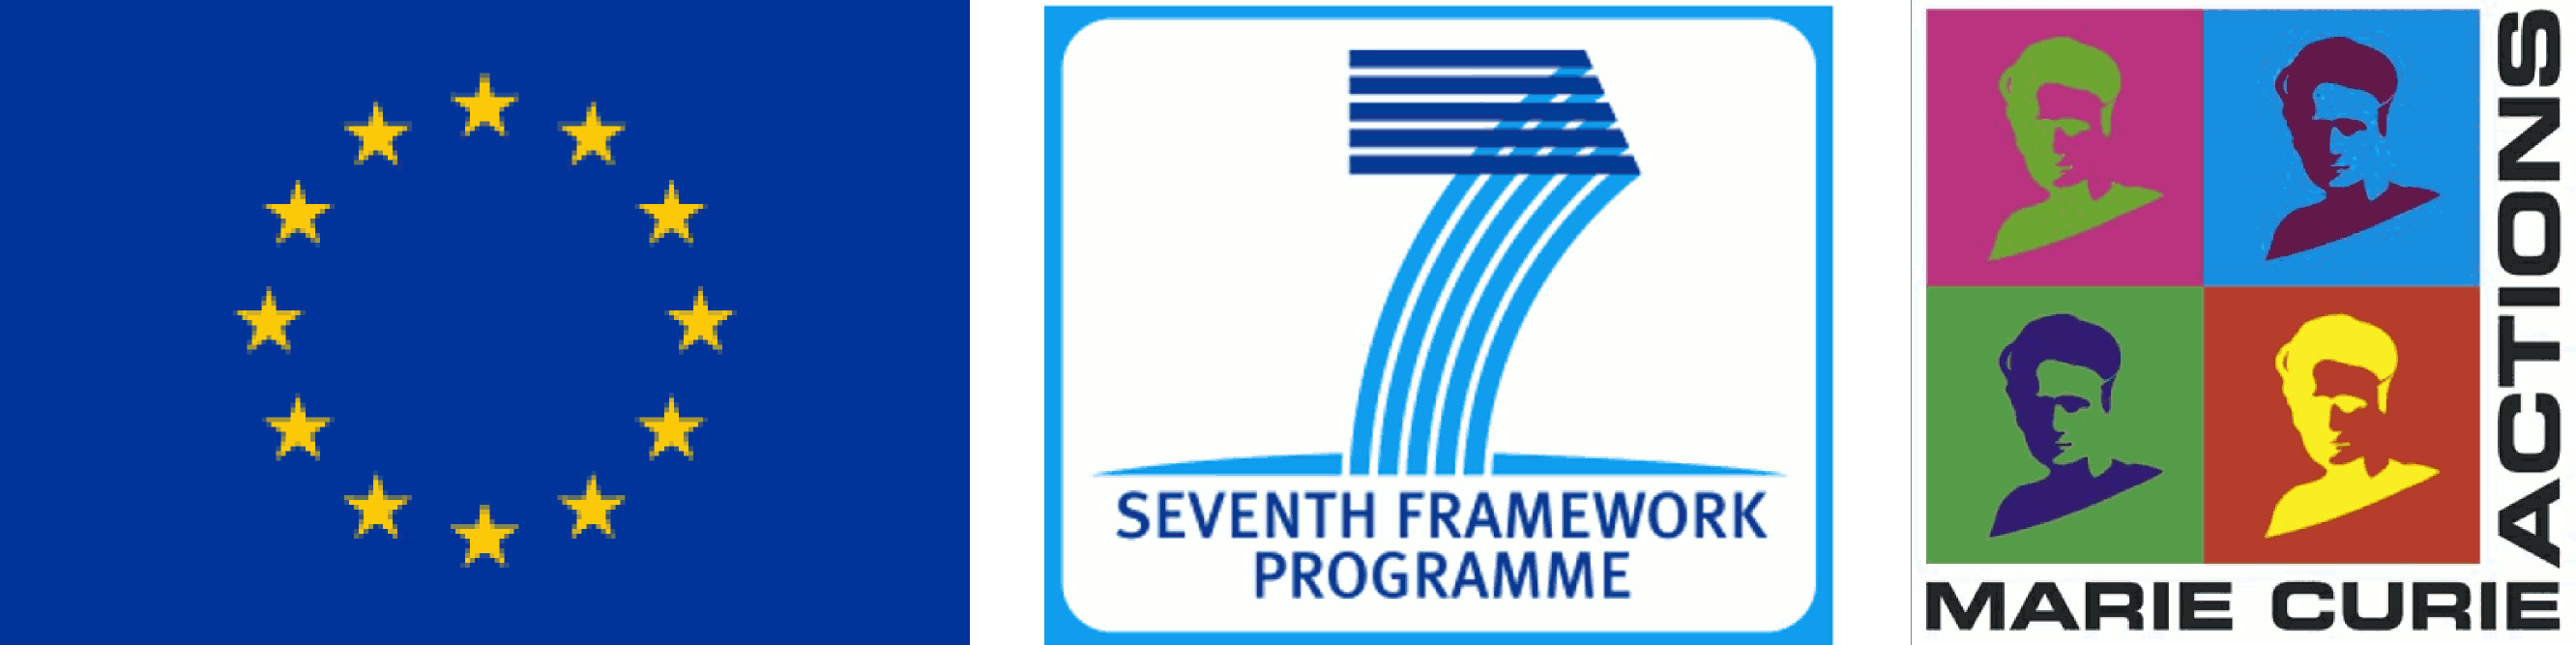 SEVENTH FRAMEWORK
PROGRAMME
MARIE CURIE
ACTIONS